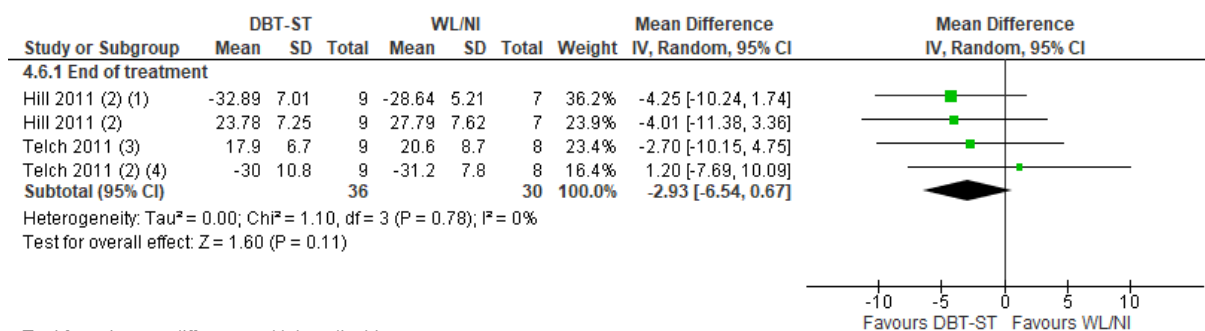 DBT-ST WL/NI Mean Difference Mean Difference
Study or Subgroup Mean SD Total Mean SD Total Weight IV, Random, 95% CI IV, Random, 95% CI
4.6.1 End of treatment
Hill 2011 (2) (1) -32.89 7.01 9 -28.64 5.21 7 36.2% -4.25 [-10.24, 1.74]
Hill 2011 (2) 23.78 7.25 9 27.79 7.62 7 23.9% -4.01 [-11.38, 3.36]
Telch 2011 (3) 17.9 6.7 9 20.6 8.7 8 23.4% -2.70 [-10.15, 4.75]
Telch 2011 (2) (4) -30 10.8 9 -31.2 7.8 8 16.4% 1.20 [-7.69, 10.09]
Subtotal (95% CI) 36 30 100.0% -2.93 [-6.54, 0.67]
Heterogeneity: Tau² = 0.00; Chi² = 1.10, df = 3 (P = 0.78); I² = 0%
Test for overall effect: Z = 1.60 (P = 0.11)
-10 -5 0 5 10
Favours DBT-ST Favours WL/NI